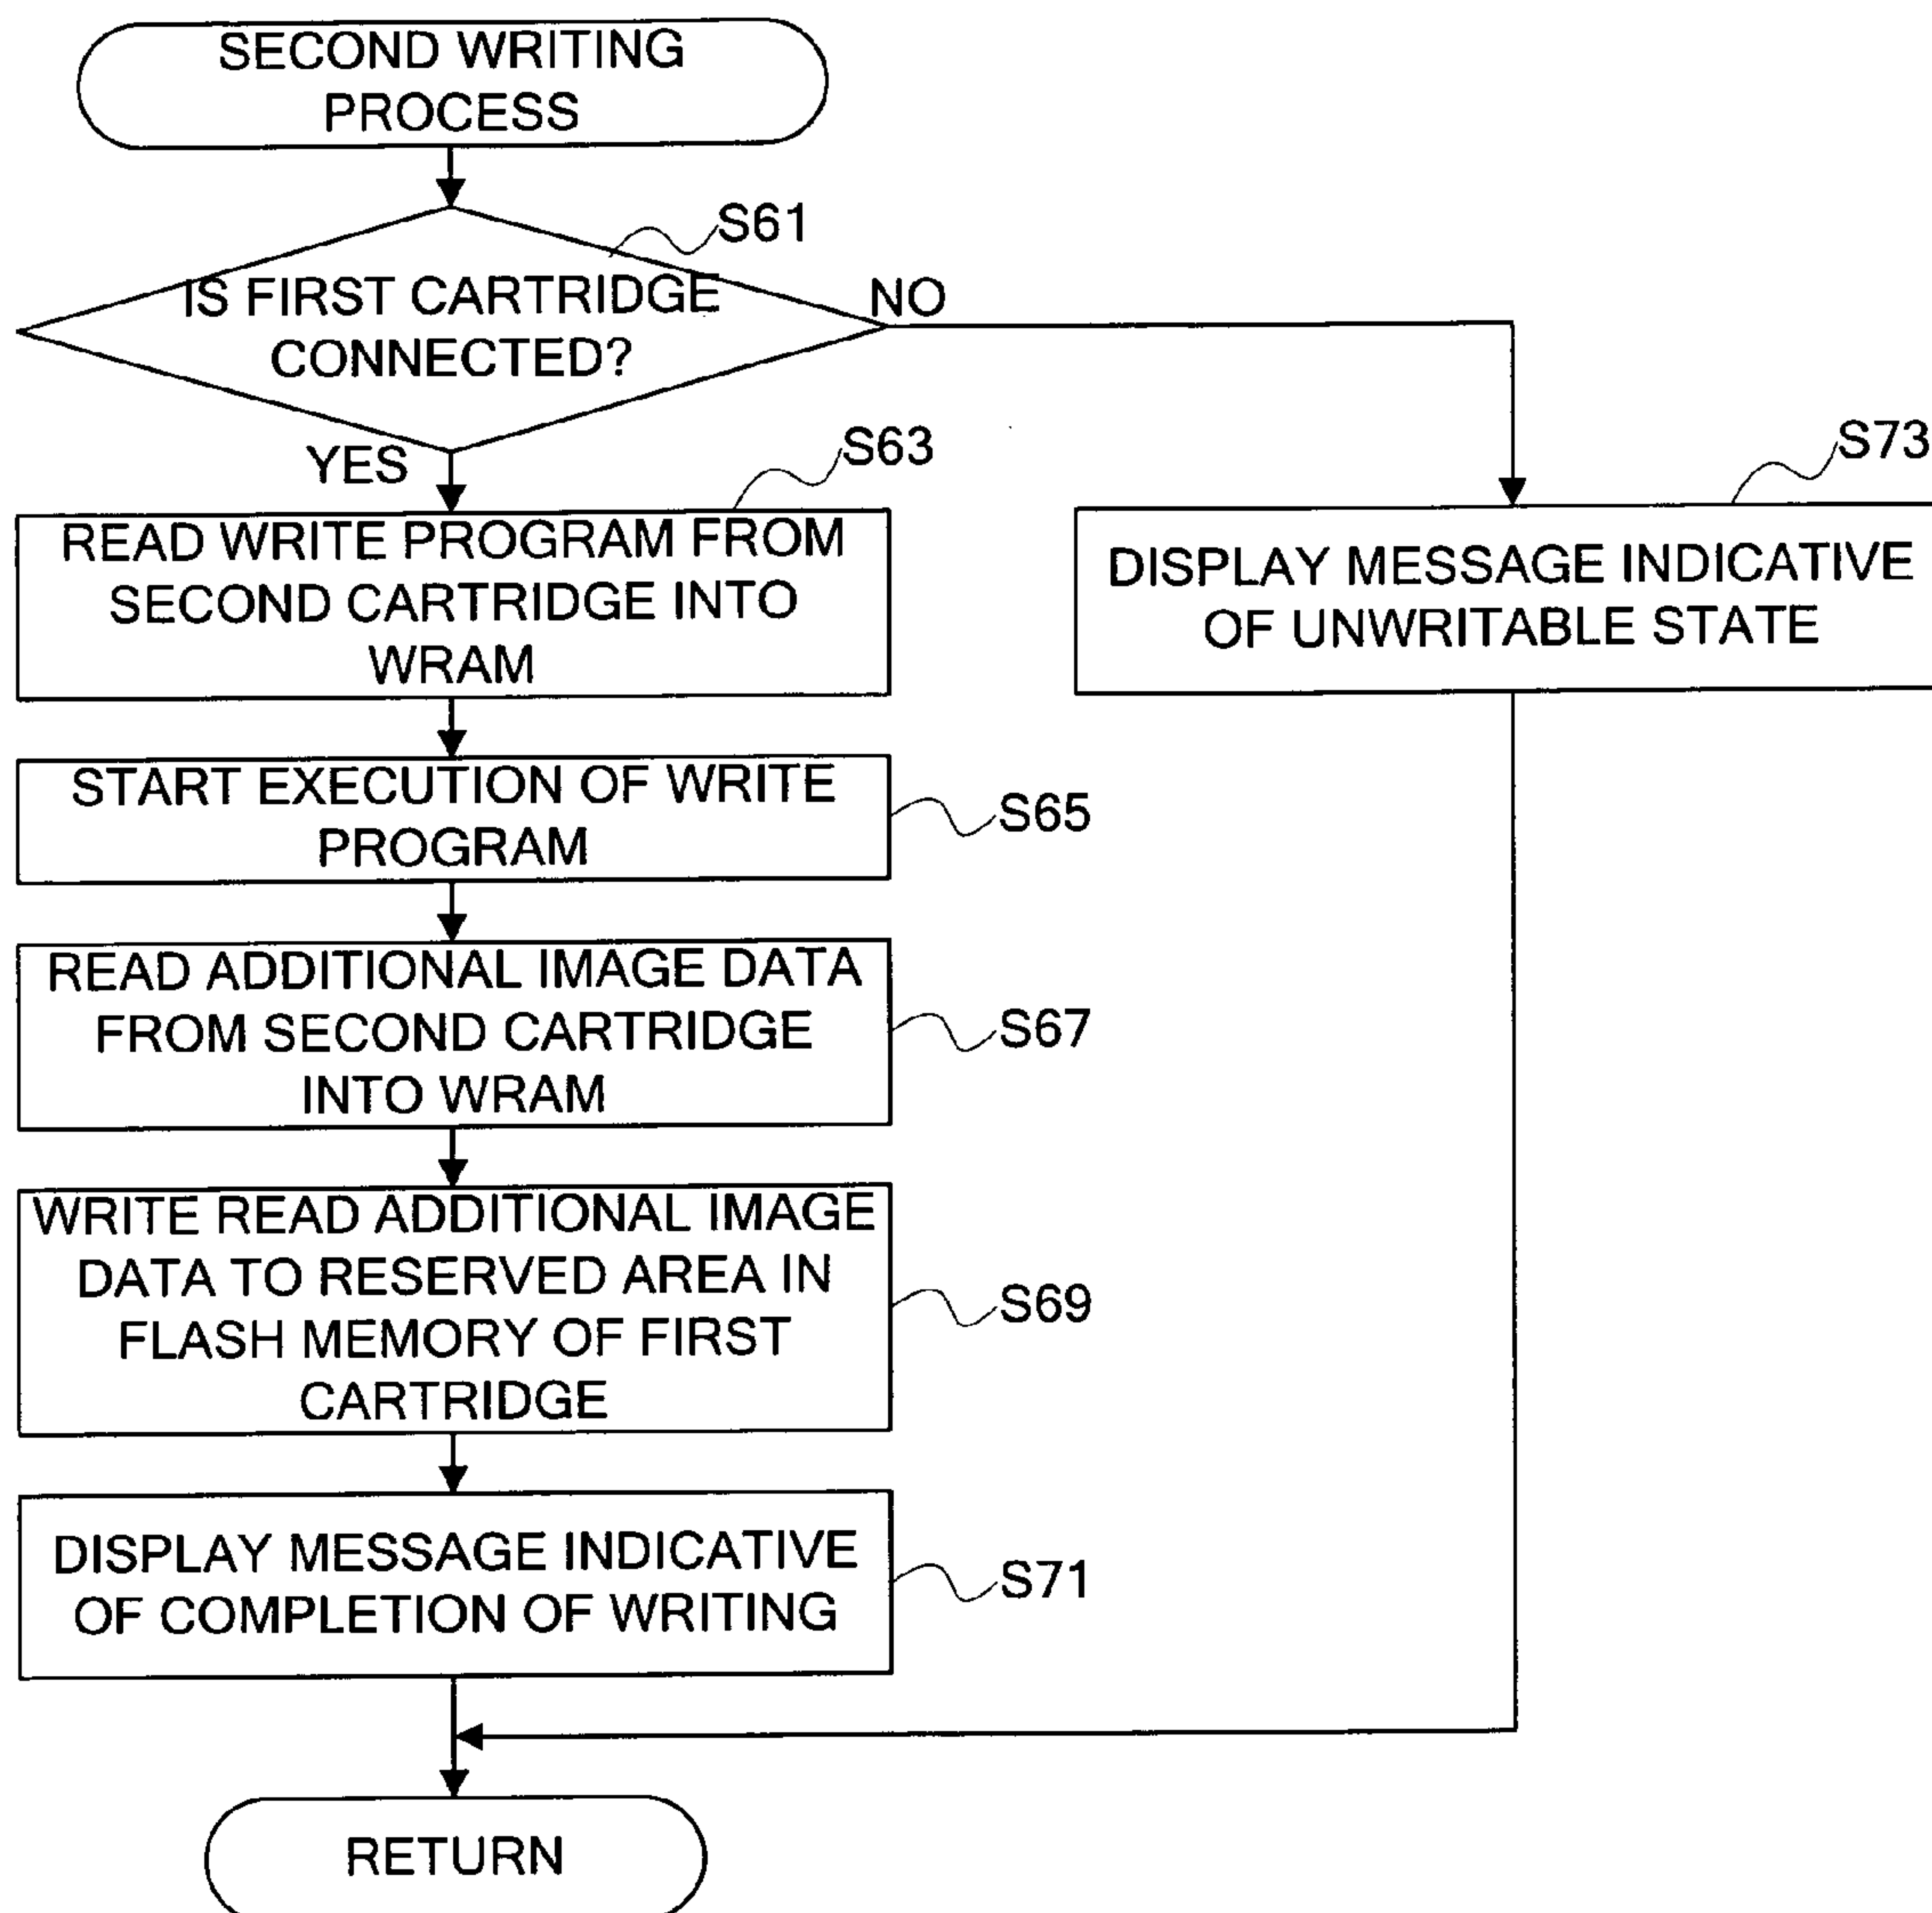 SECOND WRITING
PROCESS
S61
IS FIRST CARTRIDGE
CONNECTED?
NO
YES
S63
READ WRITE PROGRAM FROM
SECOND CARTRIDGE INTO
WRAM
S73
DISPLAY MESSAGE INDICATIVE
OF UNWRITABLE STATE
START EXECUTION OF WRITE
PROGRAM
S65
READ ADDITIONAL IMAGE DATA
FROM SECOND CARTRIDGE
INTO WRAM
S67
WRITE READ ADDITIONAL IMAGE
DATA TO RESERVED AREA IN
FLASH MEMORY OF FIRST
CARTRIDGE
S69
DISPLAY MESSAGE INDICATIVE
OF COMPLETION OF WRITING
S71
RETURN